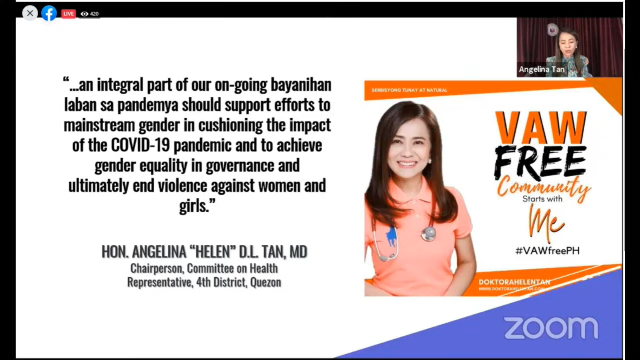 LIVE
420
Angelina Tan
"...an integral part of our on-going bayanihan
laban sa pandemya should support efforts to
mainstream gender in cushioning the impact
of the COVID-19 pandemic and to achieve
gender equality in governance and
ultimately end violence against women and
girls."
HON. ANGELINA "HELEN" D.L. TAN, MD
Chairperson, Committee on Health
Representative, 4th District, Quezon
SERBISYONG TUNAY AT NATURAL
VAW
FREE
Community
Starts with
Me
#VAWfreePH
DOKTORAHELENTAN
WWW.DOKTORAHELENTAN.COM
zoom